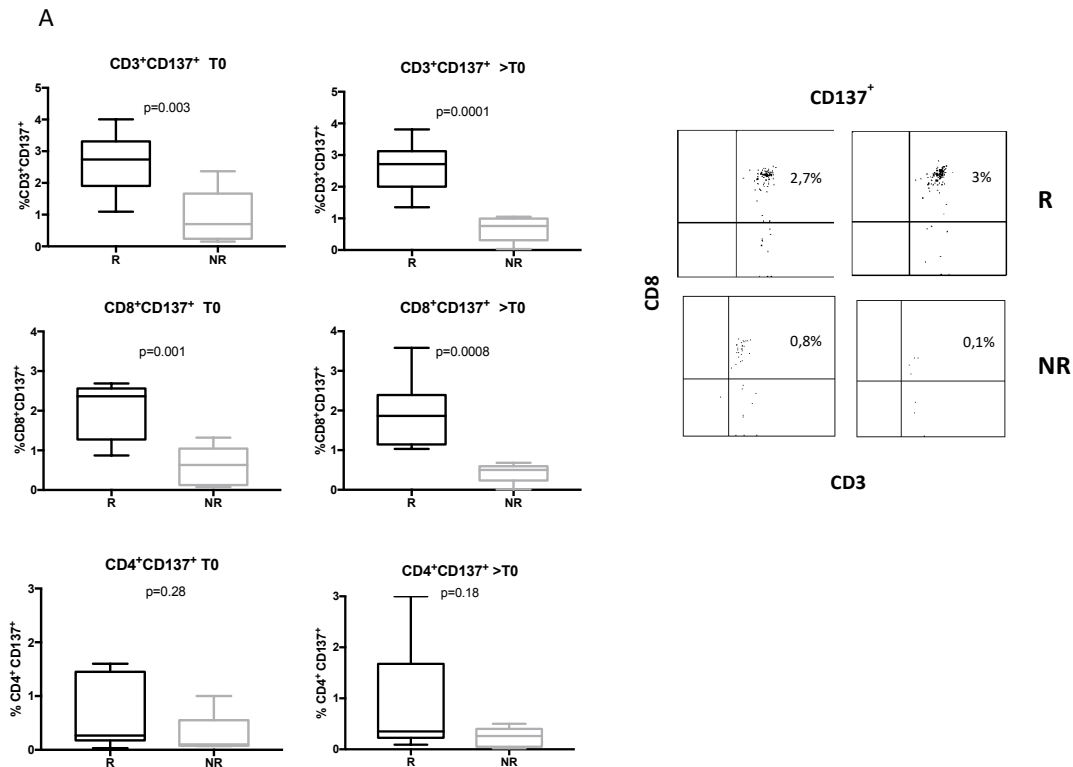 A
CD3⁺CD137⁺ T0
p=0.003
%CD3⁺CD137⁺
5
4
3
2
1
0
R
NR
CD3⁺CD137⁺ >T0
p=0.0001
%CD3⁺CD137⁺
5
4
3
2
1
0
R
NR
CD8⁺CD137⁺ T0
p=0.001
%CD8⁺CD137⁺
4
3
2
1
0
R
NR
CD8⁺CD137⁺ >T0
p=0.0008
%CD8⁺CD137⁺
4
3
2
1
0
R
NR
CD4⁺CD137⁺ T0
p=0.28
% CD4⁺ CD137⁺
3
2
1
0
R
NR
CD4⁺CD137⁺ >T0
p=0.18
% CD4⁺ CD137⁺
3
2
1
0
R
NR
CD137⁺
2,7%
3%
R
CD8
0,8%
0,1%
NR
CD3